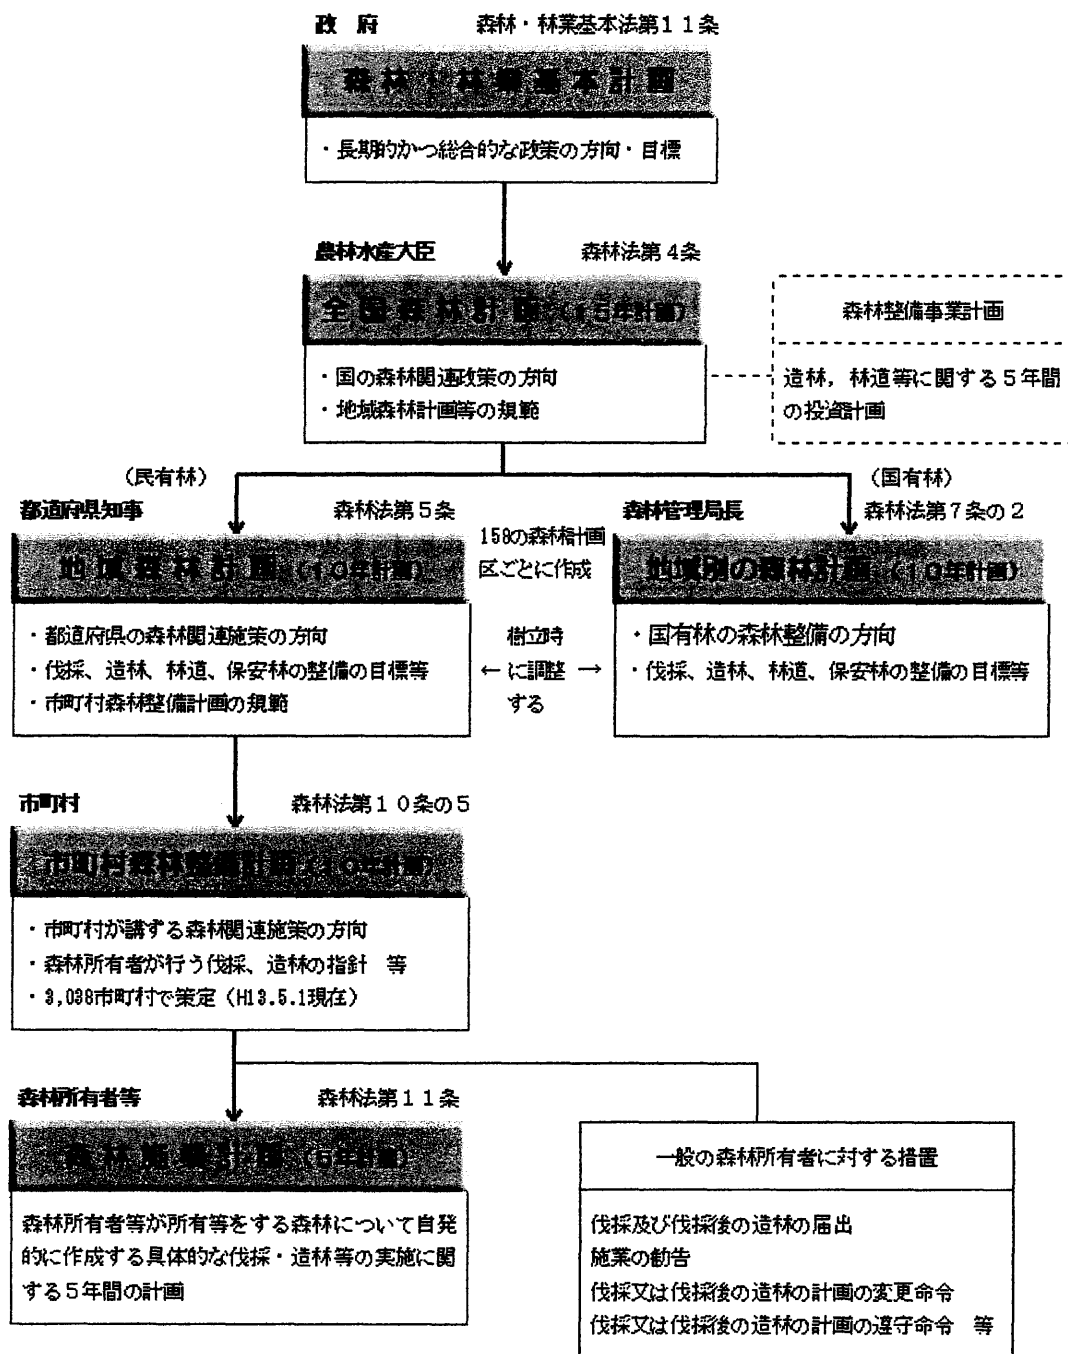 政　府　森林・林業基本法第１１条
森林・林業基本計画
・長期的かつ総合的な政策の方向・目標
農林水産大臣　森林法第４条
全国森林計画（１５年計画）
・国の森林関連政策の方向
・地域森林計画等の規範
森林整備事業計画
造林，林道等に関する５年間
の投資計画
（民有林）
（国有林）
都道府県知事　森林法第５条
地域森林計画（１０年計画）
・都道府県の森林関連施策の方向
・伐採、造林、林道、保安林の整備の目標等
・市町村森林整備計画の規範
158の森林計画
区ごとに作成
樹立時
← に調整 →
する
森林管理局長　森林法第７条の２
地域別の森林計画（１０年計画）
・国有林の森林整備の方向
・伐採、造林、林道、保安林の整備の目標等
市町村　森林法第１０条の５
市町村森林整備計画（１０年計画）
・市町村が講ずる森林関連施策の方向
・森林所有者が行う伐採、造林の指針　等
・3,038市町村で策定（H13.5.1現在）
森林所有者等　森林法第１１条
森林施業計画（５年計画）
森林所有者等が所有等をする森林について自発
的に作成する具体的な伐採・造林等の実施に関
する５年間の計画
一般の森林所有者に対する措置
伐採及び伐採後の造林の届出
施業の勧告
伐採又は伐採後の造林の計画の変更命令
伐採又は伐採後の造林の計画の遵守命令　等